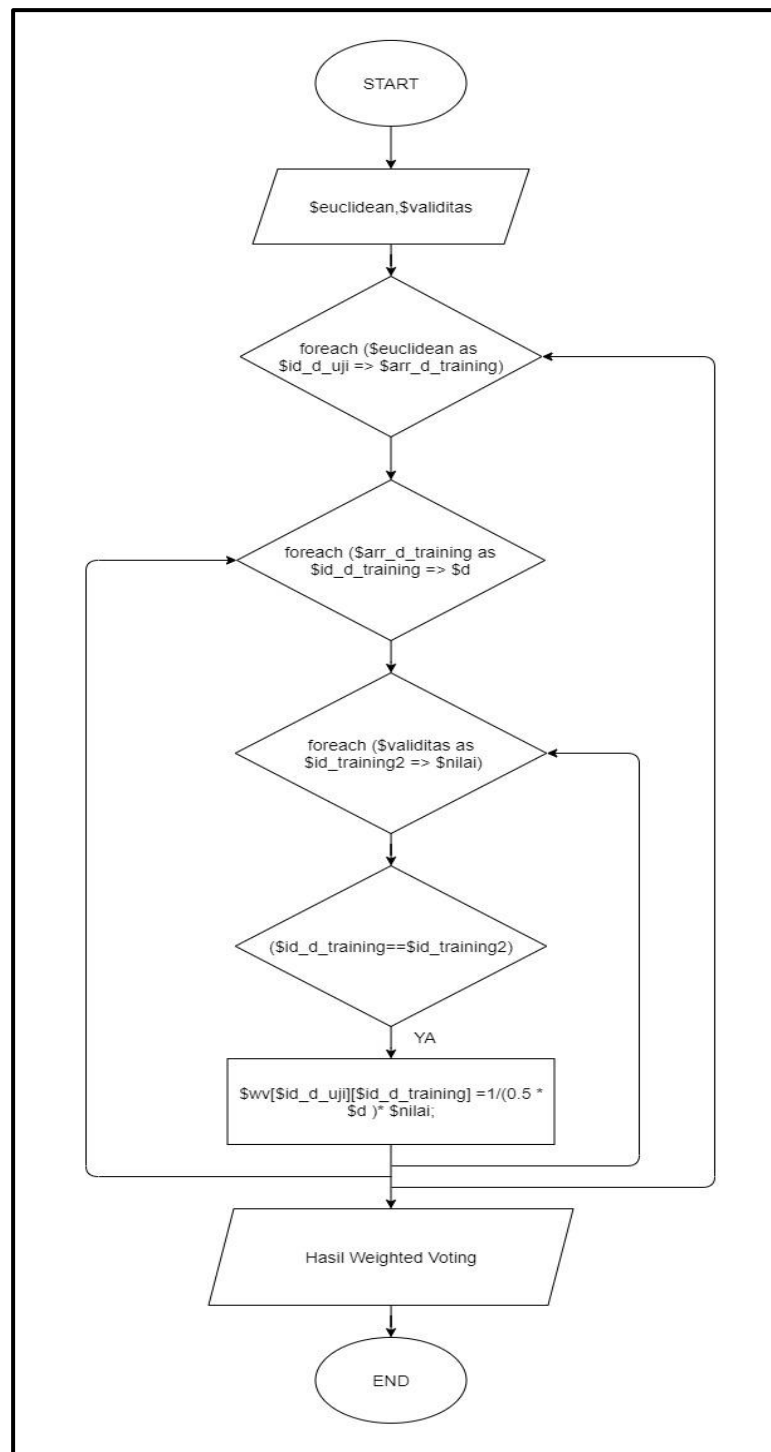 START
$euclidean,$validitas
foreach ($euclidean as
$id_d_uji => $arr_d_training)
foreach ($arr_d_training as
$id_d_training => $d
foreach ($validitas as
$id_training2 => $nilai)
($id_d_training==$id_training2)
YA
$wv[$id_d_uji][$id_d_training] =1/(0.5 *
$d )* $nilai;
Hasil Weighted Voting
END